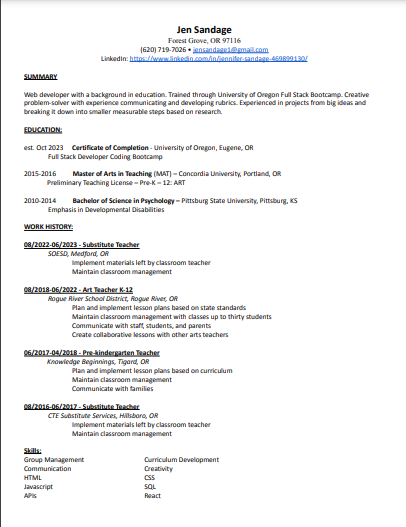 Jen Sandage
Forest Grove, OR 97116
(620) 719-7026 • jensandage1@gmail.com
LinkedIn: https://www.linkedin.com/in/jennifer-sandage-469899130/
SUMMARY
Web developer with a background in education. Trained through University of Oregon Full Stack Bootcamp. Creative
problem-solver with experience communicating and developing rubrics. Experienced in projects from big ideas and
breaking it down into smaller measurable steps based on research.
EDUCATION:
est. Oct 2023 Certificate of Completion - University of Oregon, Eugene, OR
Full Stack Developer Coding Bootcamp
2015-2016 Master of Arts in Teaching (MAT) – Concordia University, Portland, OR
Preliminary Teaching License – Pre-K – 12: ART
2010-2014 Bachelor of Science in Psychology – Pittsburg State University, Pittsburg, KS
Emphasis in Developmental Disabilities
WORK HISTORY:
08/2022-06/2023 - Substitute Teacher
SOESD, Medford, OR
Implement materials left by classroom teacher
Maintain classroom management
08/2018-06/2022 - Art Teacher K-12
Rogue River School District, Rogue River, OR
Plan and implement lesson plans based on state standards
Maintain classroom management with classes up to thirty students
Communicate with staff, students, and parents
Create collaborative lessons with other arts teachers
06/2017-04/2018 - Pre-kindergarten Teacher
Knowledge Beginnings, Tigard, OR
Plan and implement lesson plans based on curriculum
Maintain classroom management
Communicate with families
08/2016-06/2017 - Substitute Teacher
CTE Substitute Services, Hillsboro, OR
Implement materials left by classroom teacher
Maintain classroom management
Skills:
Group Management Curriculum Development
Communication Creativity
HTML CSS
Javascript SQL
APIs React